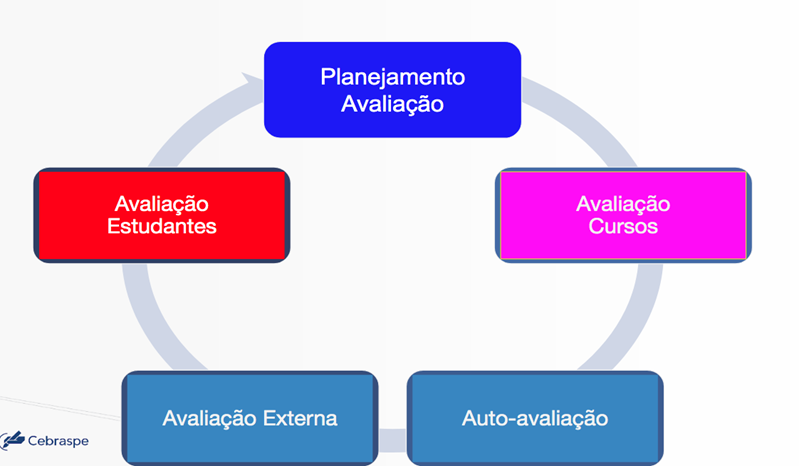 Planejamento
Avaliação
Avaliação
Estudantes
Avaliação
Cursos
Avaliação Externa
Auto-avaliação
Cebraspe